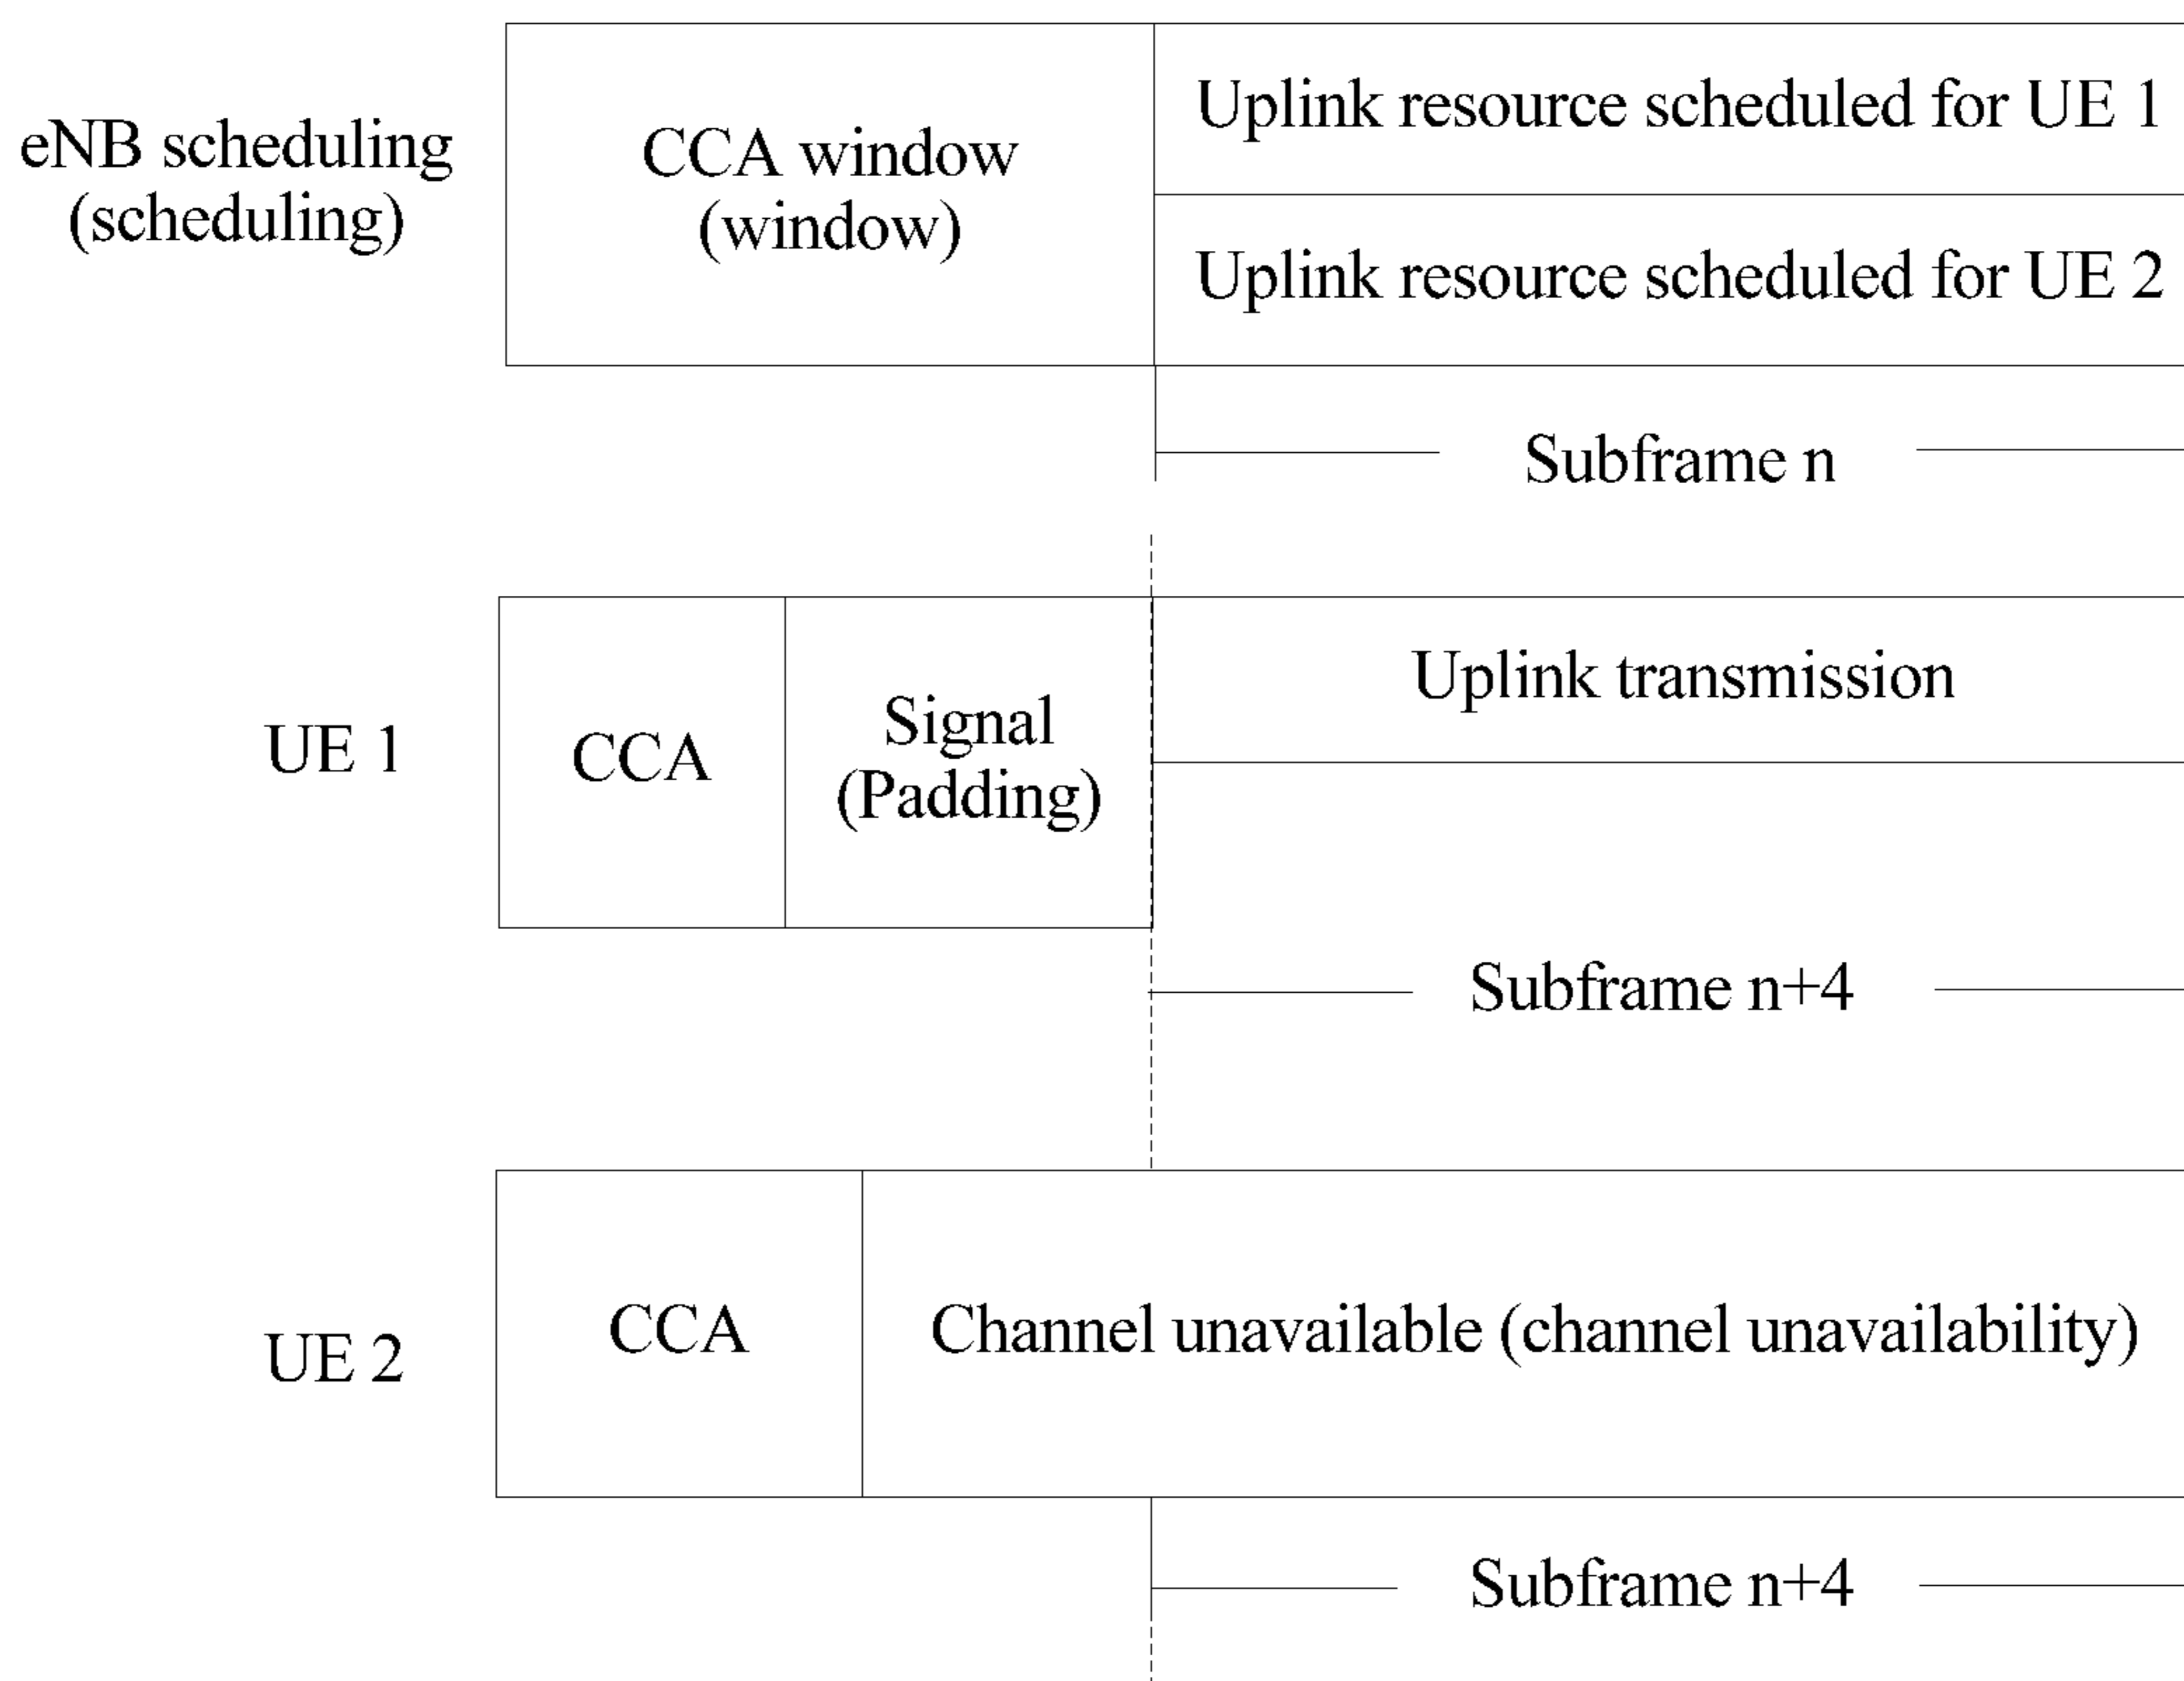 eNB scheduling
(scheduling)
CCA window
(window)
Uplink resource scheduled for UE 1
Uplink resource scheduled for UE 2
Subframe n
UE 1
CCA
Signal
(Padding)
Uplink transmission
Subframe n+4
UE 2
CCA
Channel unavailable (channel unavailability)
Subframe n+4